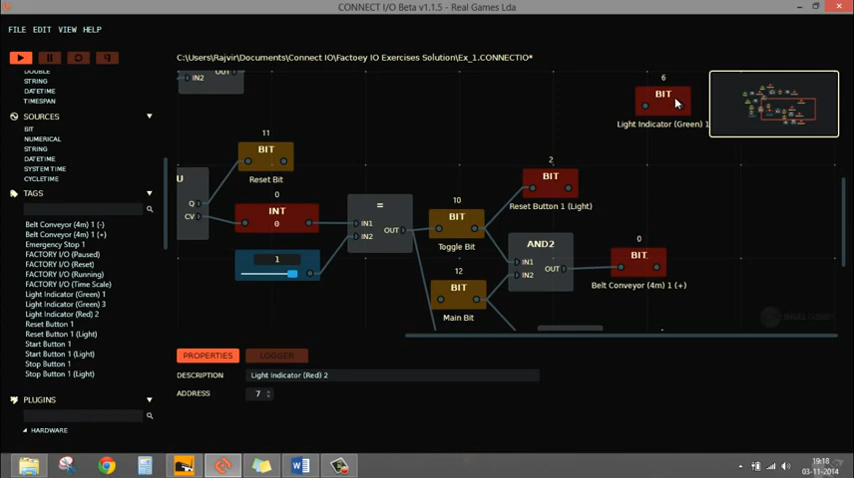 CONNECT I/O Beta v1.1.5 - Real Games Lda
FILE EDIT VIEW HELP
C:\Users\Rajvir\Documents\Connect IO\Factoey IO Exercises Solution\Ex_1.CONNECTIO*
DOUBLE
STRING
DATETIME
TIMESPAN
SOURCES
BIT
NUMERICAL
STRING
DATETIME
SYSTEM TIME
CYCLETIME
TAGS
Belt Conveyor (4m) 1 (-)
Belt Conveyor (4m) 1 (+)
Emergency Stop 1
FACTORY I/O (Paused)
FACTORY I/O (Reset)
FACTORY I/O (Running)
FACTORY I/O (Time Scale)
Light Indicator (Green) 1
Light Indicator (Green) 3
Light Indicator (Red) 2
Reset Button 1
Reset Button 1 (Light)
Start Button 1
Start Button 1 (Light)
Stop Button 1
Stop Button 1 (Light)
PLUGINS
HARDWARE
IN2
OUT
6
BIT
Light Indicator (Green) 1
11
BIT
Reset Bit
U
Q
CV
0
INT
0
1
=
IN1
IN2
OUT
10
BIT
Toggle Bit
12
BIT
Main Bit
2
BIT
Reset Button 1 (Light)
AND2
IN1
IN2
OUT
0
BIT
Belt Conveyor (4m) 1 (+)
REAL GAMES
PROPERTIES LOGGER
DESCRIPTION Light Indicator (Red) 2
ADDRESS 7
19:18
03-11-2014